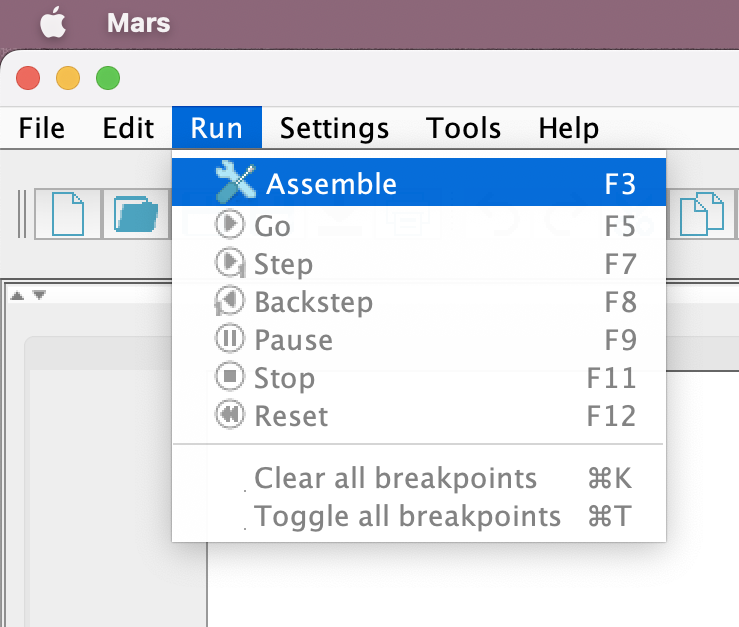 Mars
File Edit Run Settings Tools Help
Assemble F3
Go F5
Step F7
Backstep F8
Pause F9
Stop F11
Reset F12
Clear all breakpoints ⌘K
Toggle all breakpoints ⌘T